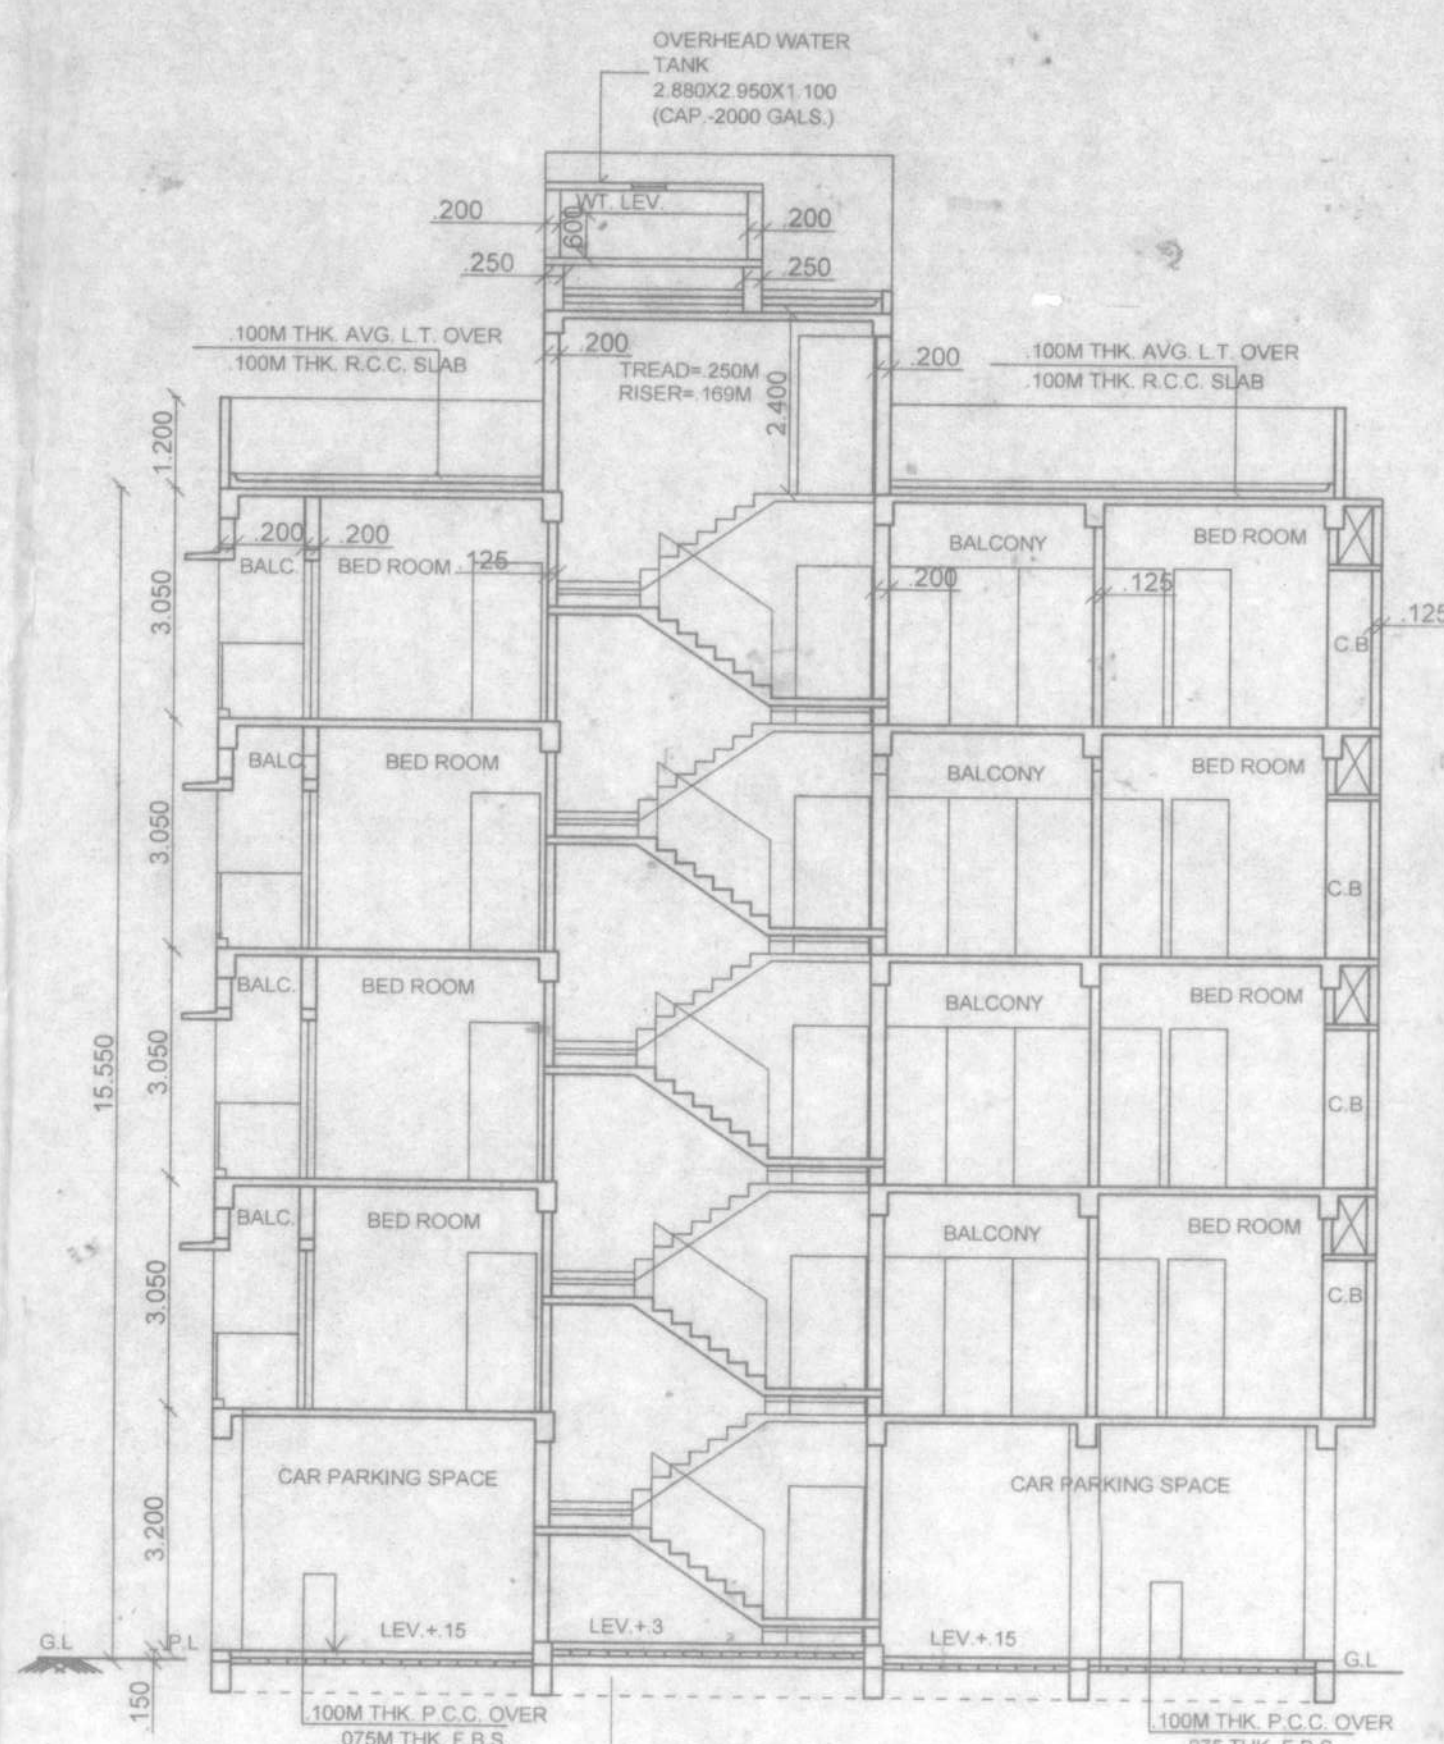 OVERHEAD WATER
TANK
2.880X2.950X1.100
(CAP.-2000 GALS.)
WT. LEV.
.200
.600
.200
.250
.250
.100M THK. AVG. L.T. OVER
.100M THK. R.C.C. SLAB
.200
TREAD=.250M
RISER=.169M
2.400
.200
.100M THK. AVG. L.T. OVER
.100M THK. R.C.C. SLAB
1.200
.200
.200
BALC.
BED ROOM
.125
BALCONY
BED ROOM
.200
.125
.125
C.B
3.050
BALC
BED ROOM
BALCONY
BED ROOM
C.B
3.050
BALC.
BED ROOM
BALCONY
BED ROOM
C.B
3.050
15.550
BALC.
BED ROOM
BALCONY
BED ROOM
C.B
3.050
CAR PARKING SPACE
CAR PARKING SPACE
3.200
G.L
P.L
LEV.+.15
LEV.+.3
LEV.+.15
G.L
.150
.100M THK. P.C.C. OVER
.075M THK. F.B.S
.100M THK. P.C.C. OVER
.075 THK. F.B.S